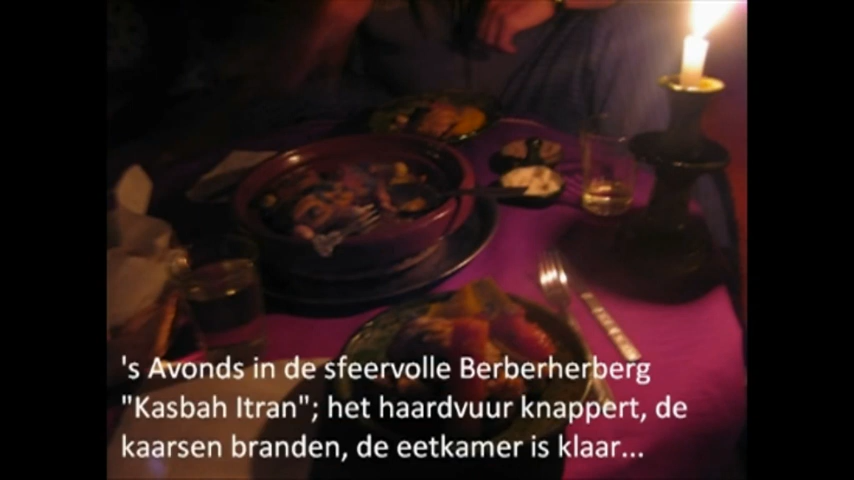 's Avonds in de sfeervolle Berberherberg
"Kasbah Itran"; het haardvuur knappert, de
kaarsen branden, de eetkamer is klaar...